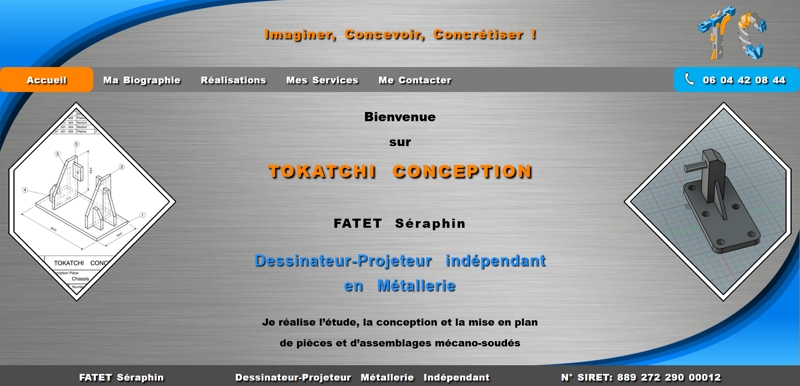 Imaginer, Concevoir, Concrétiser !
TC
Accueil
Ma Biographie
Réalisations
Mes Services
Me Contacter
06 04 42 08 44
Bienvenue
sur
TOKATCHI CONCEPTION
FATET Séraphin
Dessinateur-Projeteur indépendant
en Métallerie
Je réalise l'étude, la conception et la mise en plan
de pièces et d'assemblages mécano-soudés
TOKATCHI CONC
Chassis
FATET Séraphin
Dessinateur-Projeteur Métallerie Indépendant
N° SIRET: 889 272 290 00012